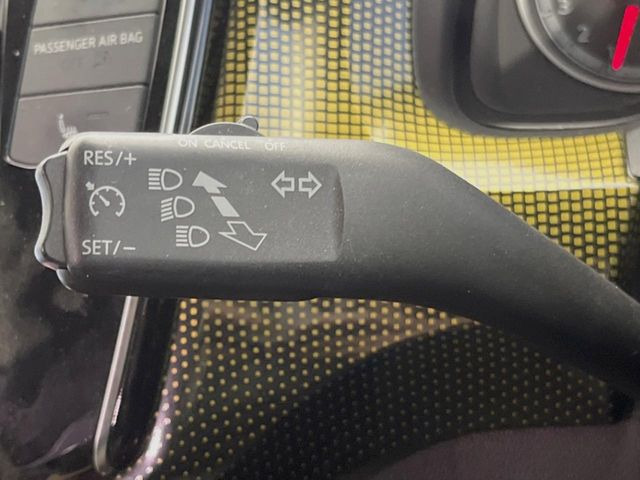 PASSENGER AIR BAG
ON CANCEL OFF
RES/+
SET/-